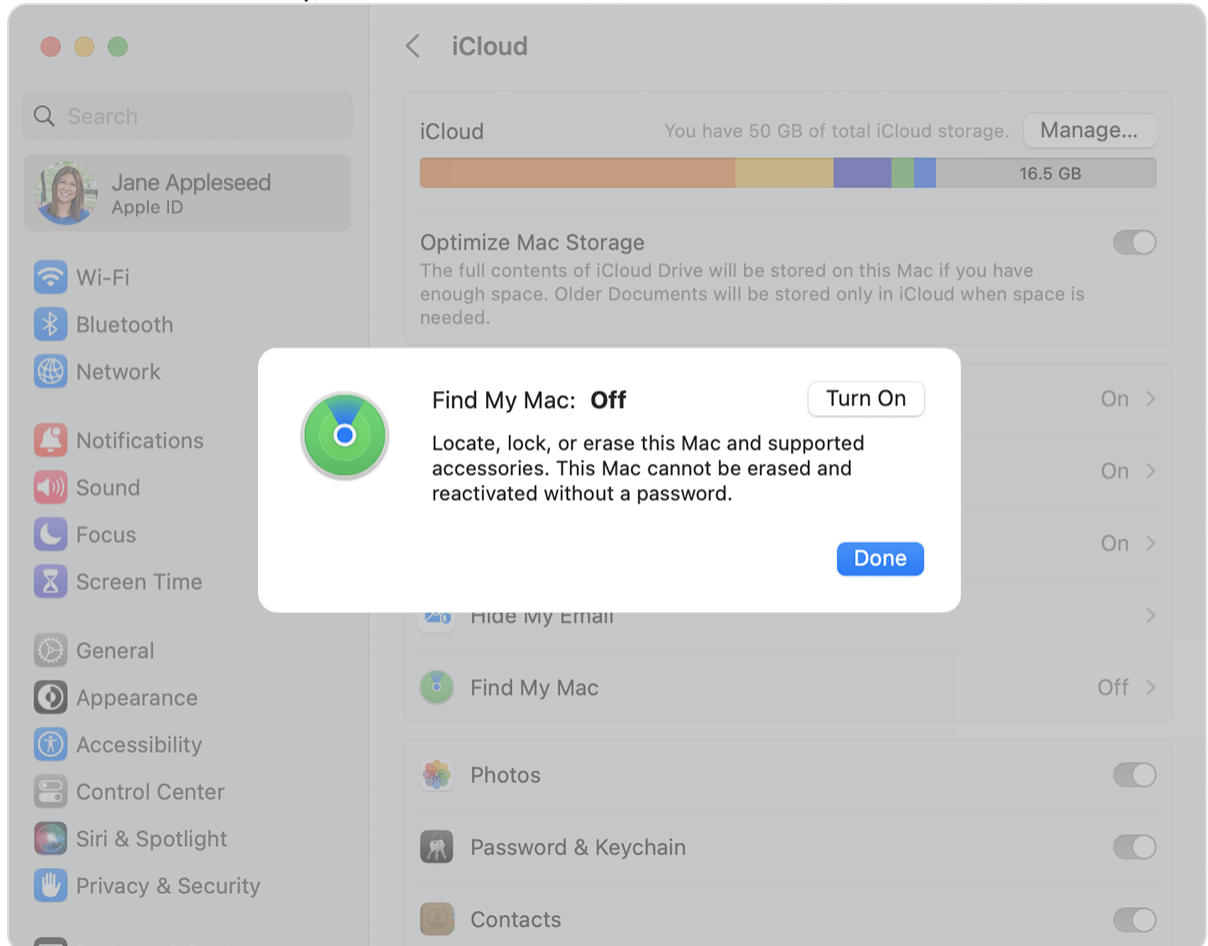 iCloud
Search
iCloud
You have 50 GB of total iCloud storage.
Manage...
16.5 GB
Jane Appleseed
Apple ID
Optimize Mac Storage
The full contents of iCloud Drive will be stored on this Mac if you have
enough space. Older Documents will be stored only in iCloud when space is
needed.
Wi-Fi
Bluetooth
Network
Notifications
Sound
Focus
Screen Time
General
Appearance
Accessibility
Control Center
Siri & Spotlight
Privacy & Security
Find My Mac: Off
Turn On
Locate, lock, or erase this Mac and supported
accessories. This Mac cannot be erased and
reactivated without a password.
Done
On
On
On
Hide My Email
Find My Mac
Off
Photos
Password & Keychain
Contacts